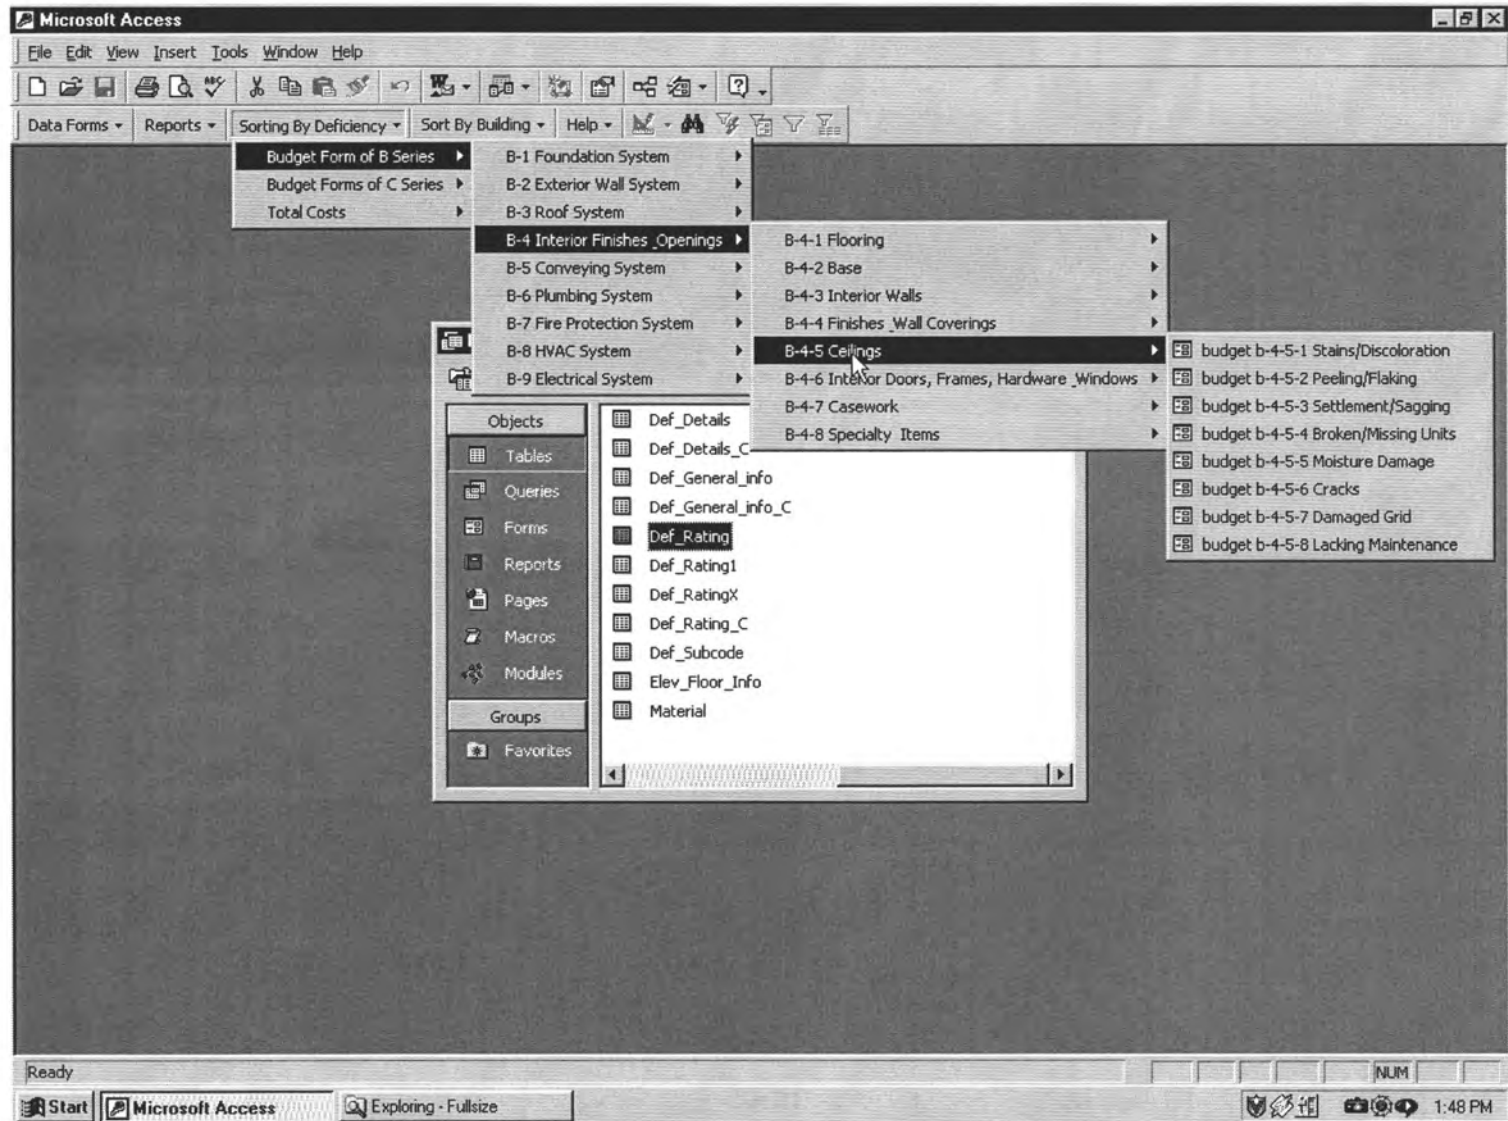 Microsoft Access
File Edit View Insert Tools Window Help
Data Forms Reports Sorting By Deficiency Sort By Building Help
Budget Form of B Series
Budget Forms of C Series
Total Costs
B-1 Foundation System
B-2 Exterior Wall System
B-3 Roof System
B-4 Interior Finishes _Openings
B-5 Conveying System
B-6 Plumbing System
B-7 Fire Protection System
B-8 HVAC System
B-9 Electrical System
B-4-1 Flooring
B-4-2 Base
B-4-3 Interior Walls
B-4-4 Finishes _Wall Coverings
B-4-5 Ceilings
B-4-6 Interior Doors, Frames, Hardware _Windows
B-4-7 Casework
B-4-8 Specialty Items
budget b-4-5-1 Stains/Discoloration
budget b-4-5-2 Peeling/Flaking
budget b-4-5-3 Settlement/Sagging
budget b-4-5-4 Broken/Missing Units
budget b-4-5-5 Moisture Damage
budget b-4-5-6 Cracks
budget b-4-5-7 Damaged Grid
budget b-4-5-8 Lacking Maintenance
Objects
Tables
Queries
Forms
Reports
Pages
Macros
Modules
Groups
Favorites
Def_Details
Def_Details_C
Def_General_info
Def_General_info_C
Def_Rating
Def_Rating1
Def_RatingX
Def_Rating_C
Def_Subcode
Elev_Floor_Info
Material
Ready
NUM
Start Microsoft Access Exploring - Fullsize 1:48 PM